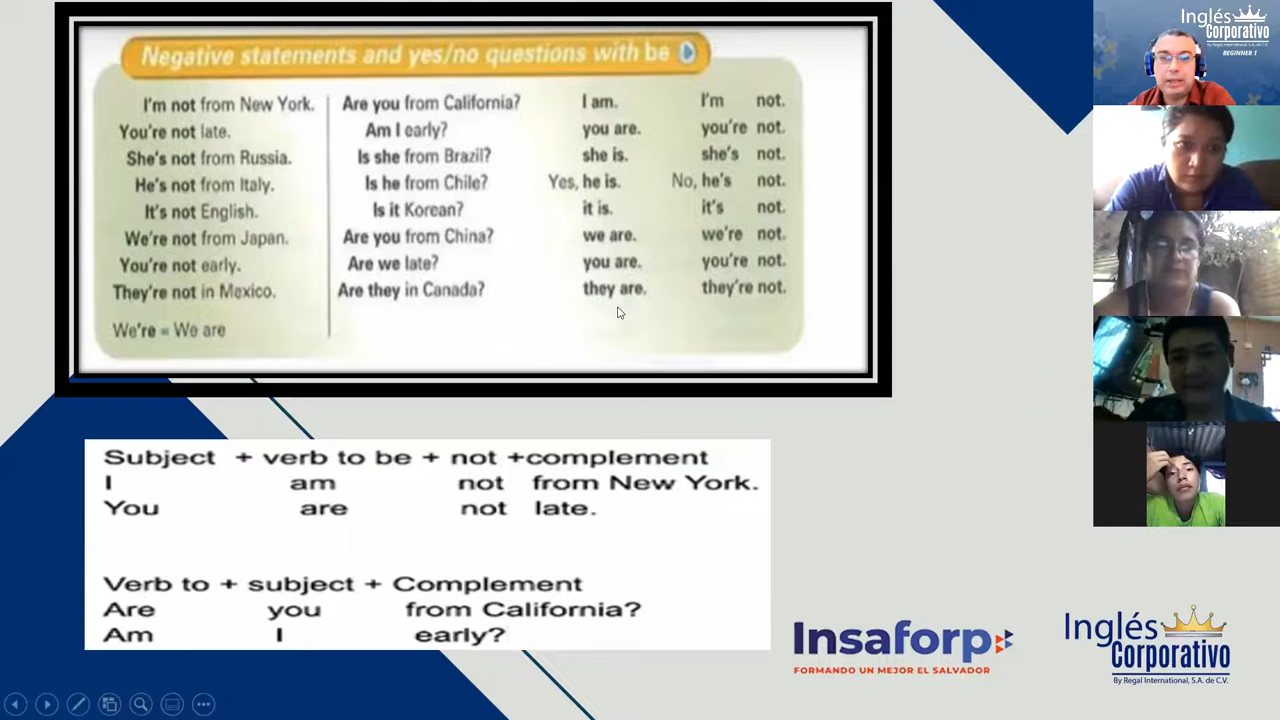 Negative statements and yes/no questions with be
I'm not from New York.
You're not late.
She's not from Russia.
He's not from Italy.
It's not English.
We're not from Japan.
You're not early.
They're not in Mexico.
We're = We are
Are you from California? I am. I'm not.
Am I early? you are. you're not.
Is she from Brazil? she is. she's not.
Is he from Chile? Yes, he is. No, he's not.
Is it Korean? it is. it's not.
Are you from China? we are. we're not.
Are we late? you are. you're not.
Are they in Canada? they are. they're not.
Subject + verb to be + not +complement
I am not from New York.
You are not late.
Verb to + subject + Complement
Are you from California?
Am I early?
Insaforp
FORMANDO UN MEJOR EL SALVADOR
Inglés
Corporativo
By Regal International, S.A. de C.V.
Inglés
Corporativo
By Regal International, S.A. de C.V.
BEGINNER 1